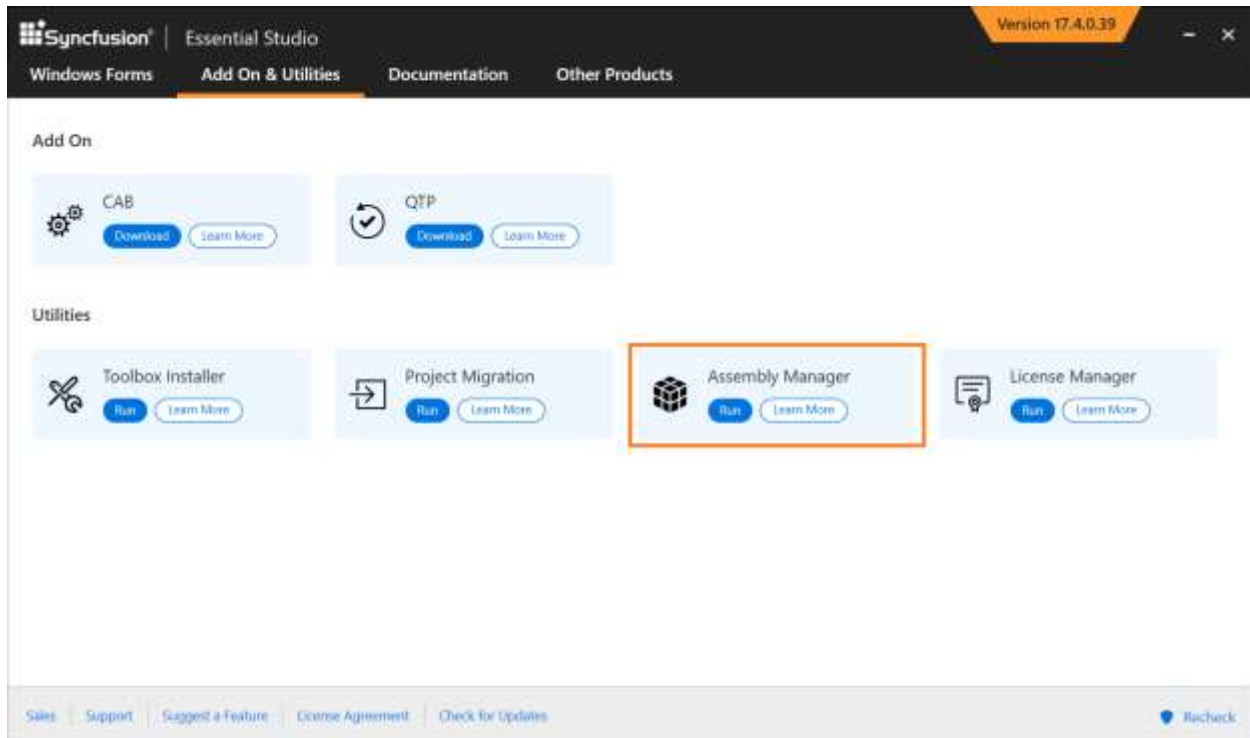 Syncfusion® | Essential Studio
Version 17.4.0.39
Windows Forms Add On & Utilities Documentation Other Products
Add On
CAB
Download Learn More
QTP
Download Learn More
Utilities
Toolbox Installer
Run Learn More
Project Migration
Run Learn More
Assembly Manager
Run Learn More
License Manager
Run Learn More
Sales Support Suggest a Feature License Agreement Check for Updates
Recheck